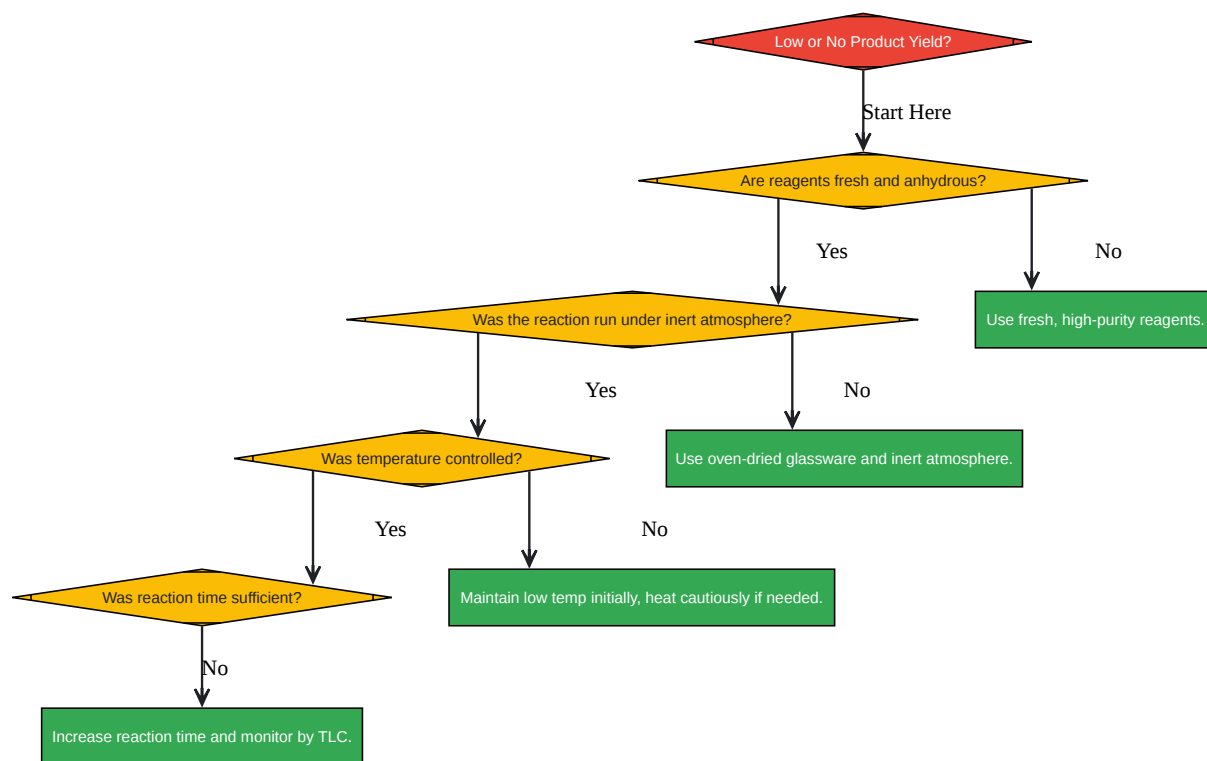 Low or No Product Yield?
Start Here
Are reagents fresh and anhydrous?
Yes
No
Was the reaction run under inert atmosphere?
Use fresh, high-purity reagents.
Yes
No
Was temperature controlled?
Use oven-dried glassware and inert atmosphere.
Yes
No
Was reaction time sufficient?
Maintain low temp initially, heat cautiously if needed.
No
Increase reaction time and monitor by TLC.